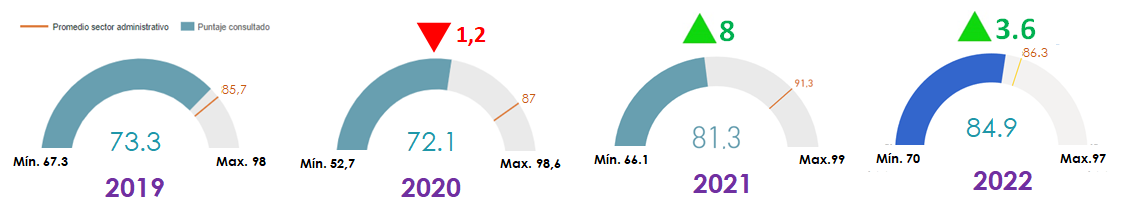 Promedio sector administrativo
Puntaje consultado
1,2
8
3.6
85,7
87
91,3
86.3
73.3
72.1
81.3
84.9
Mín. 67.3
Max. 98
Mín. 52,7
Max. 98,6
Mín. 66.1
Max.99
Mín. 70
Max.97
2019
2020
2021
2022